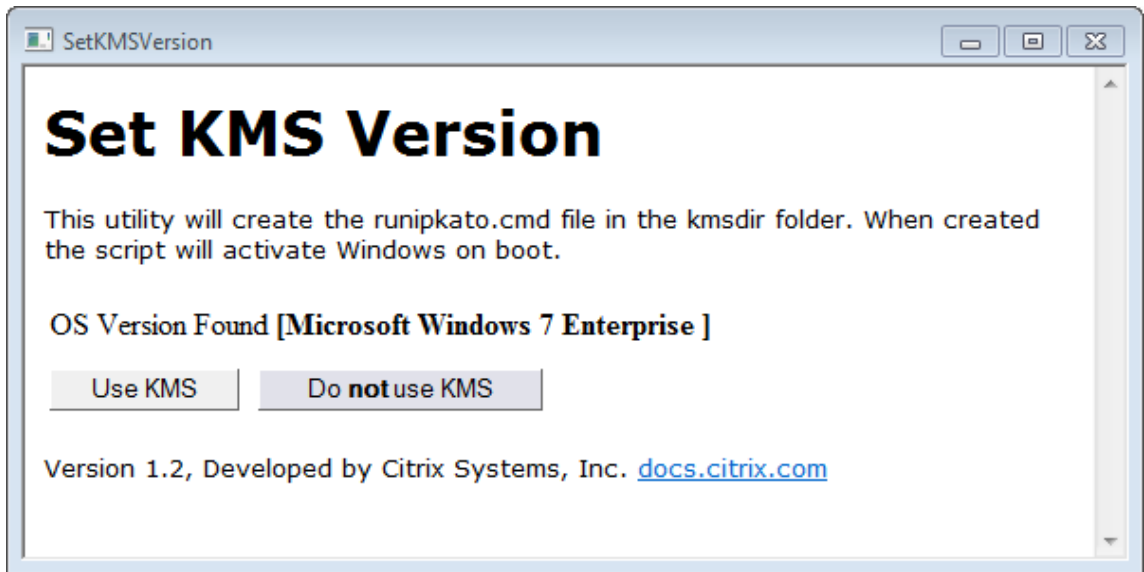 SetKMSVersion
Set KMS Version
This utility will create the runipkato.cmd file in the kmsdir folder. When created
the script will activate Windows on boot.
OS Version Found [Microsoft Windows 7 Enterprise ]
Use KMS Do not use KMS
Version 1.2, Developed by Citrix Systems, Inc. docs.citrix.com